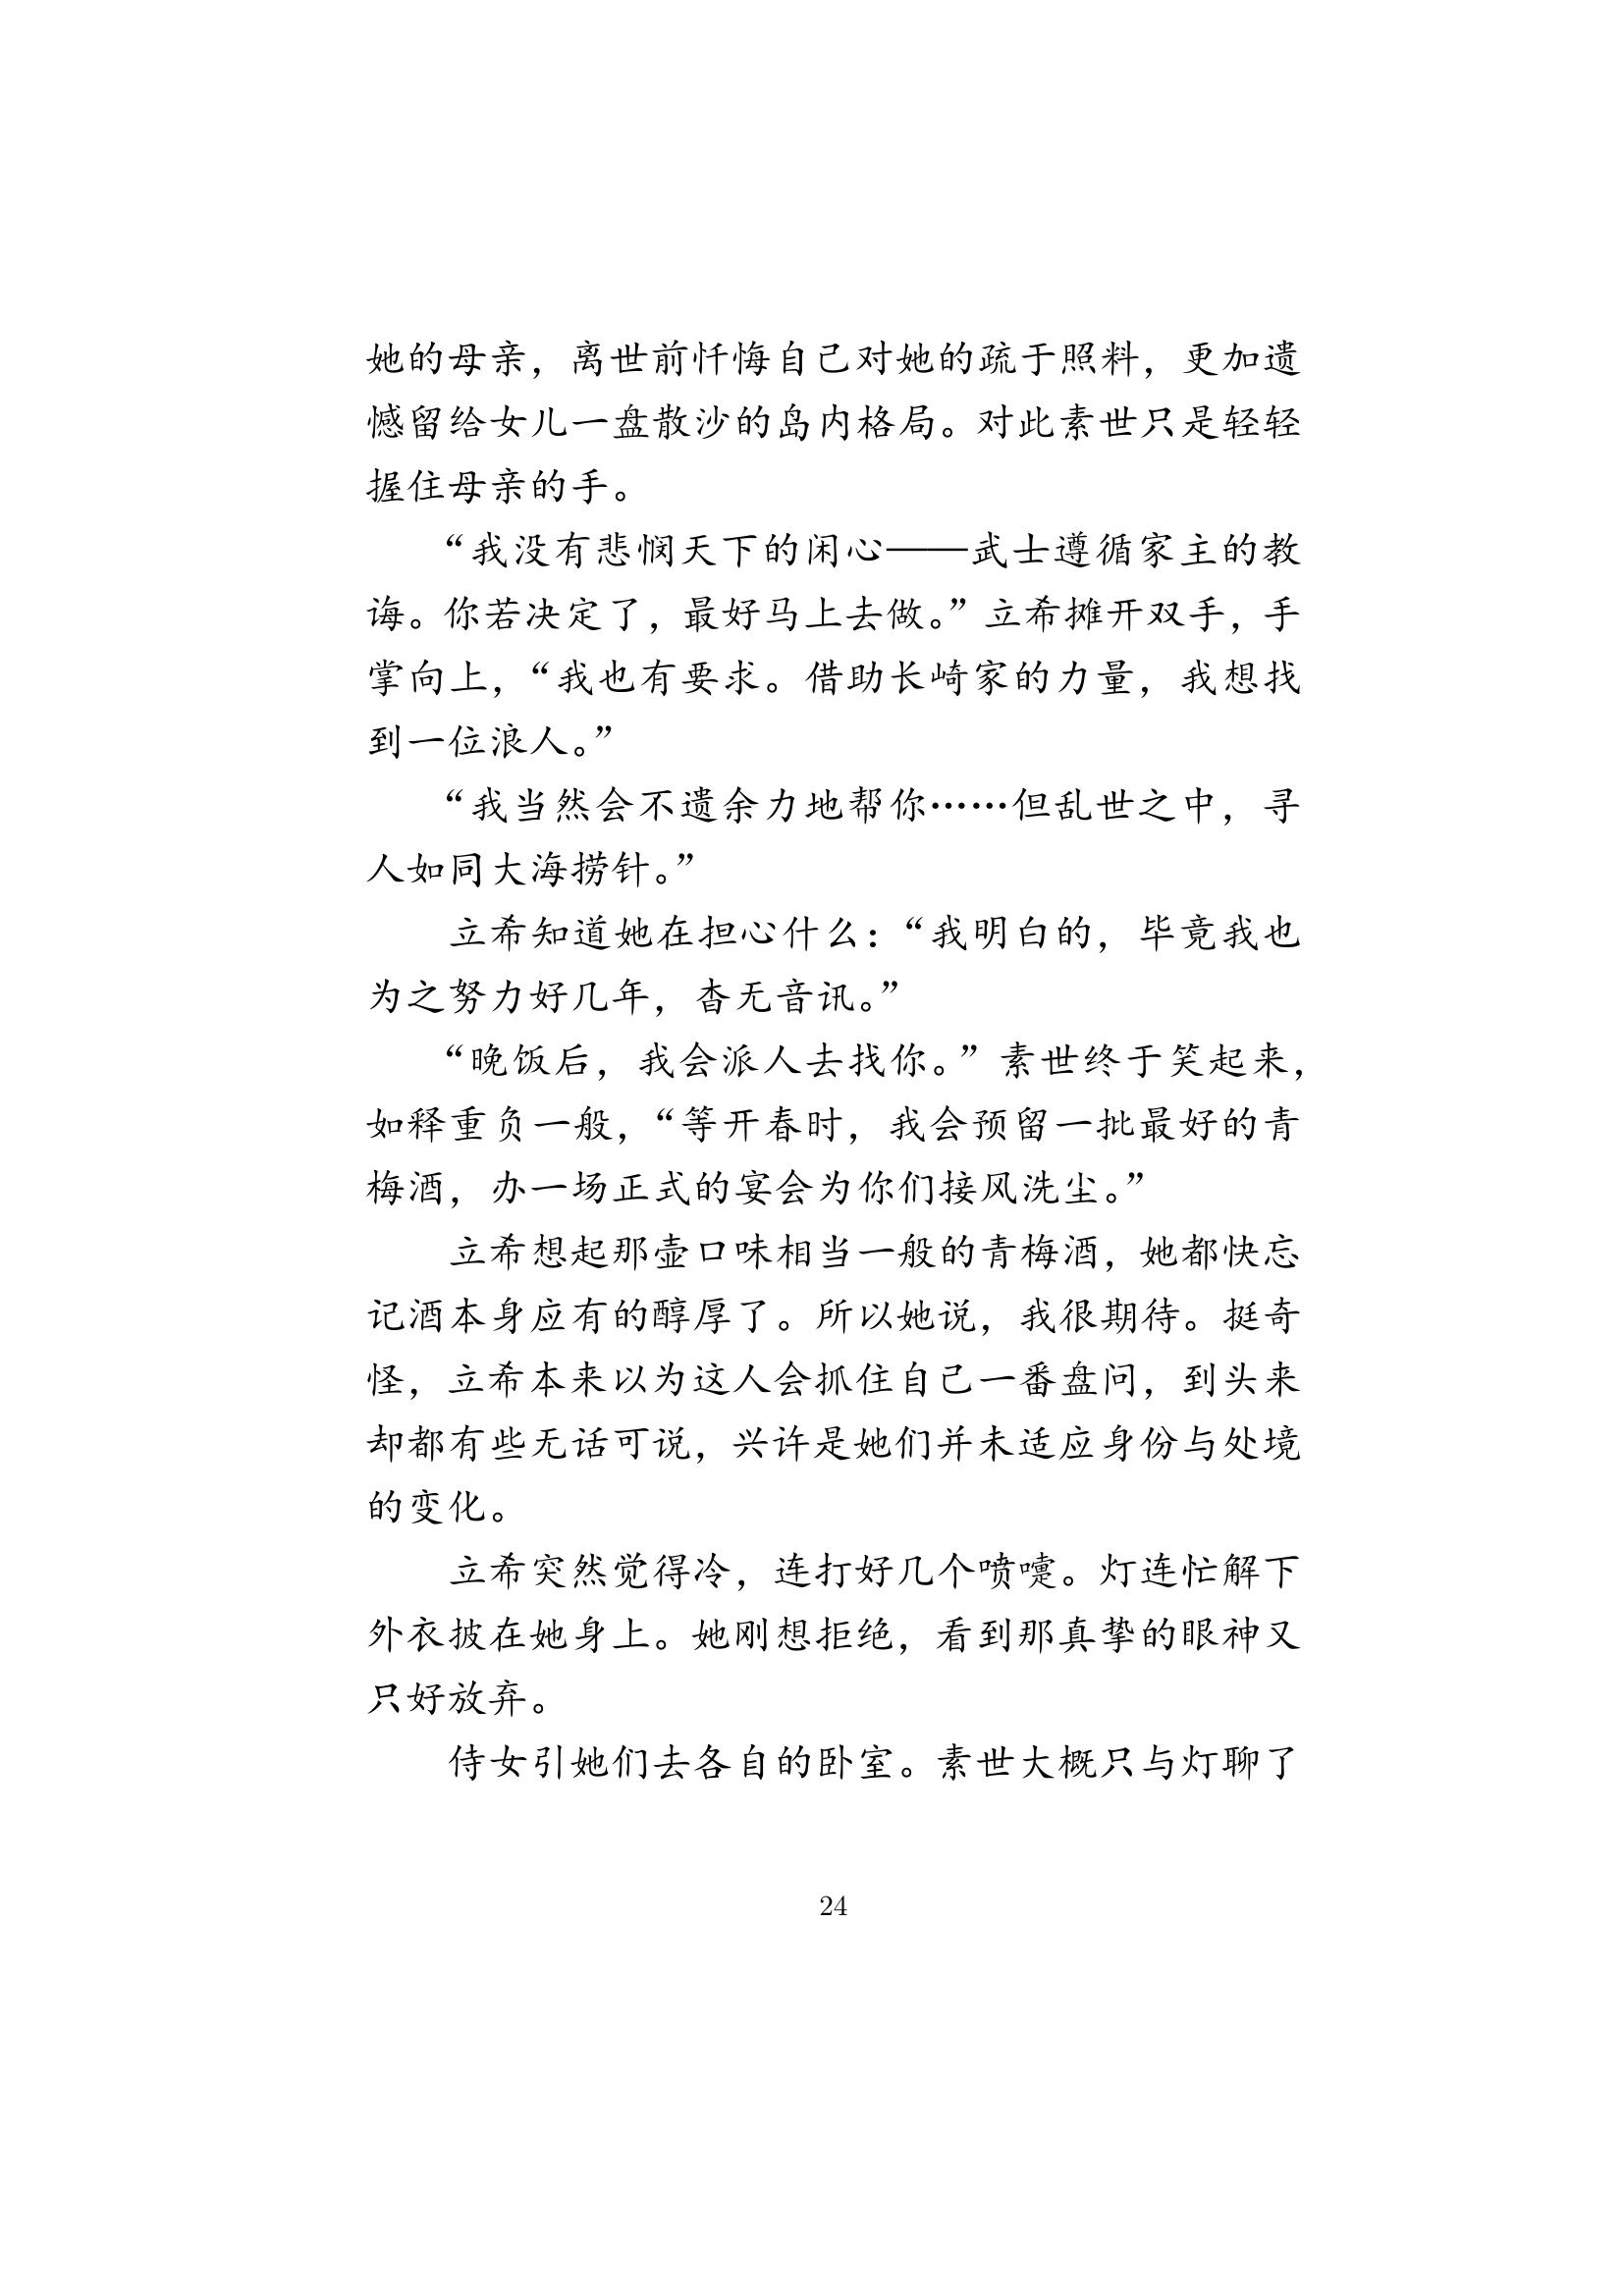 她的母亲，离世前忏悔自己对她的疏于照料，更加遗
憾留给女儿一盘散沙的岛内格局。对此素世只是轻轻
握住母亲的手。
“我没有悲悯天下的闲心——武士遵循家主的教
诲。你若决定了，最好马上去做。”立希摊开双手，手
掌向上，“我也有要求。借助长崎家的力量，我想找
到一位浪人。”
“我当然会不遗余力地帮你……但乱世之中，寻
人如同大海捞针。”
立希知道她在担心什么：“我明白的，毕竟我也
为之努力好几年，杳无音讯。”
“晚饭后，我会派人去找你。”素世终于笑起来，
如释重负一般，“等开春时，我会预留一批最好的青
梅酒，办一场正式的宴会为你们接风洗尘。”
立希想起那壶口味相当一般的青梅酒，她都快忘
记酒本身应有的醇厚了。所以她说，我很期待。挺奇
怪，立希本来以为这人会抓住自己一番盘问，到头来
却都有些无话可说，兴许是她们并未适应身份与处境
的变化。
立希突然觉得冷，连打好几个喷嚏。灯连忙解下
外衣披在她身上。她刚想拒绝，看到那真挚的眼神又
只好放弃。
侍女引她们去各自的卧室。素世大概只与灯聊了
24